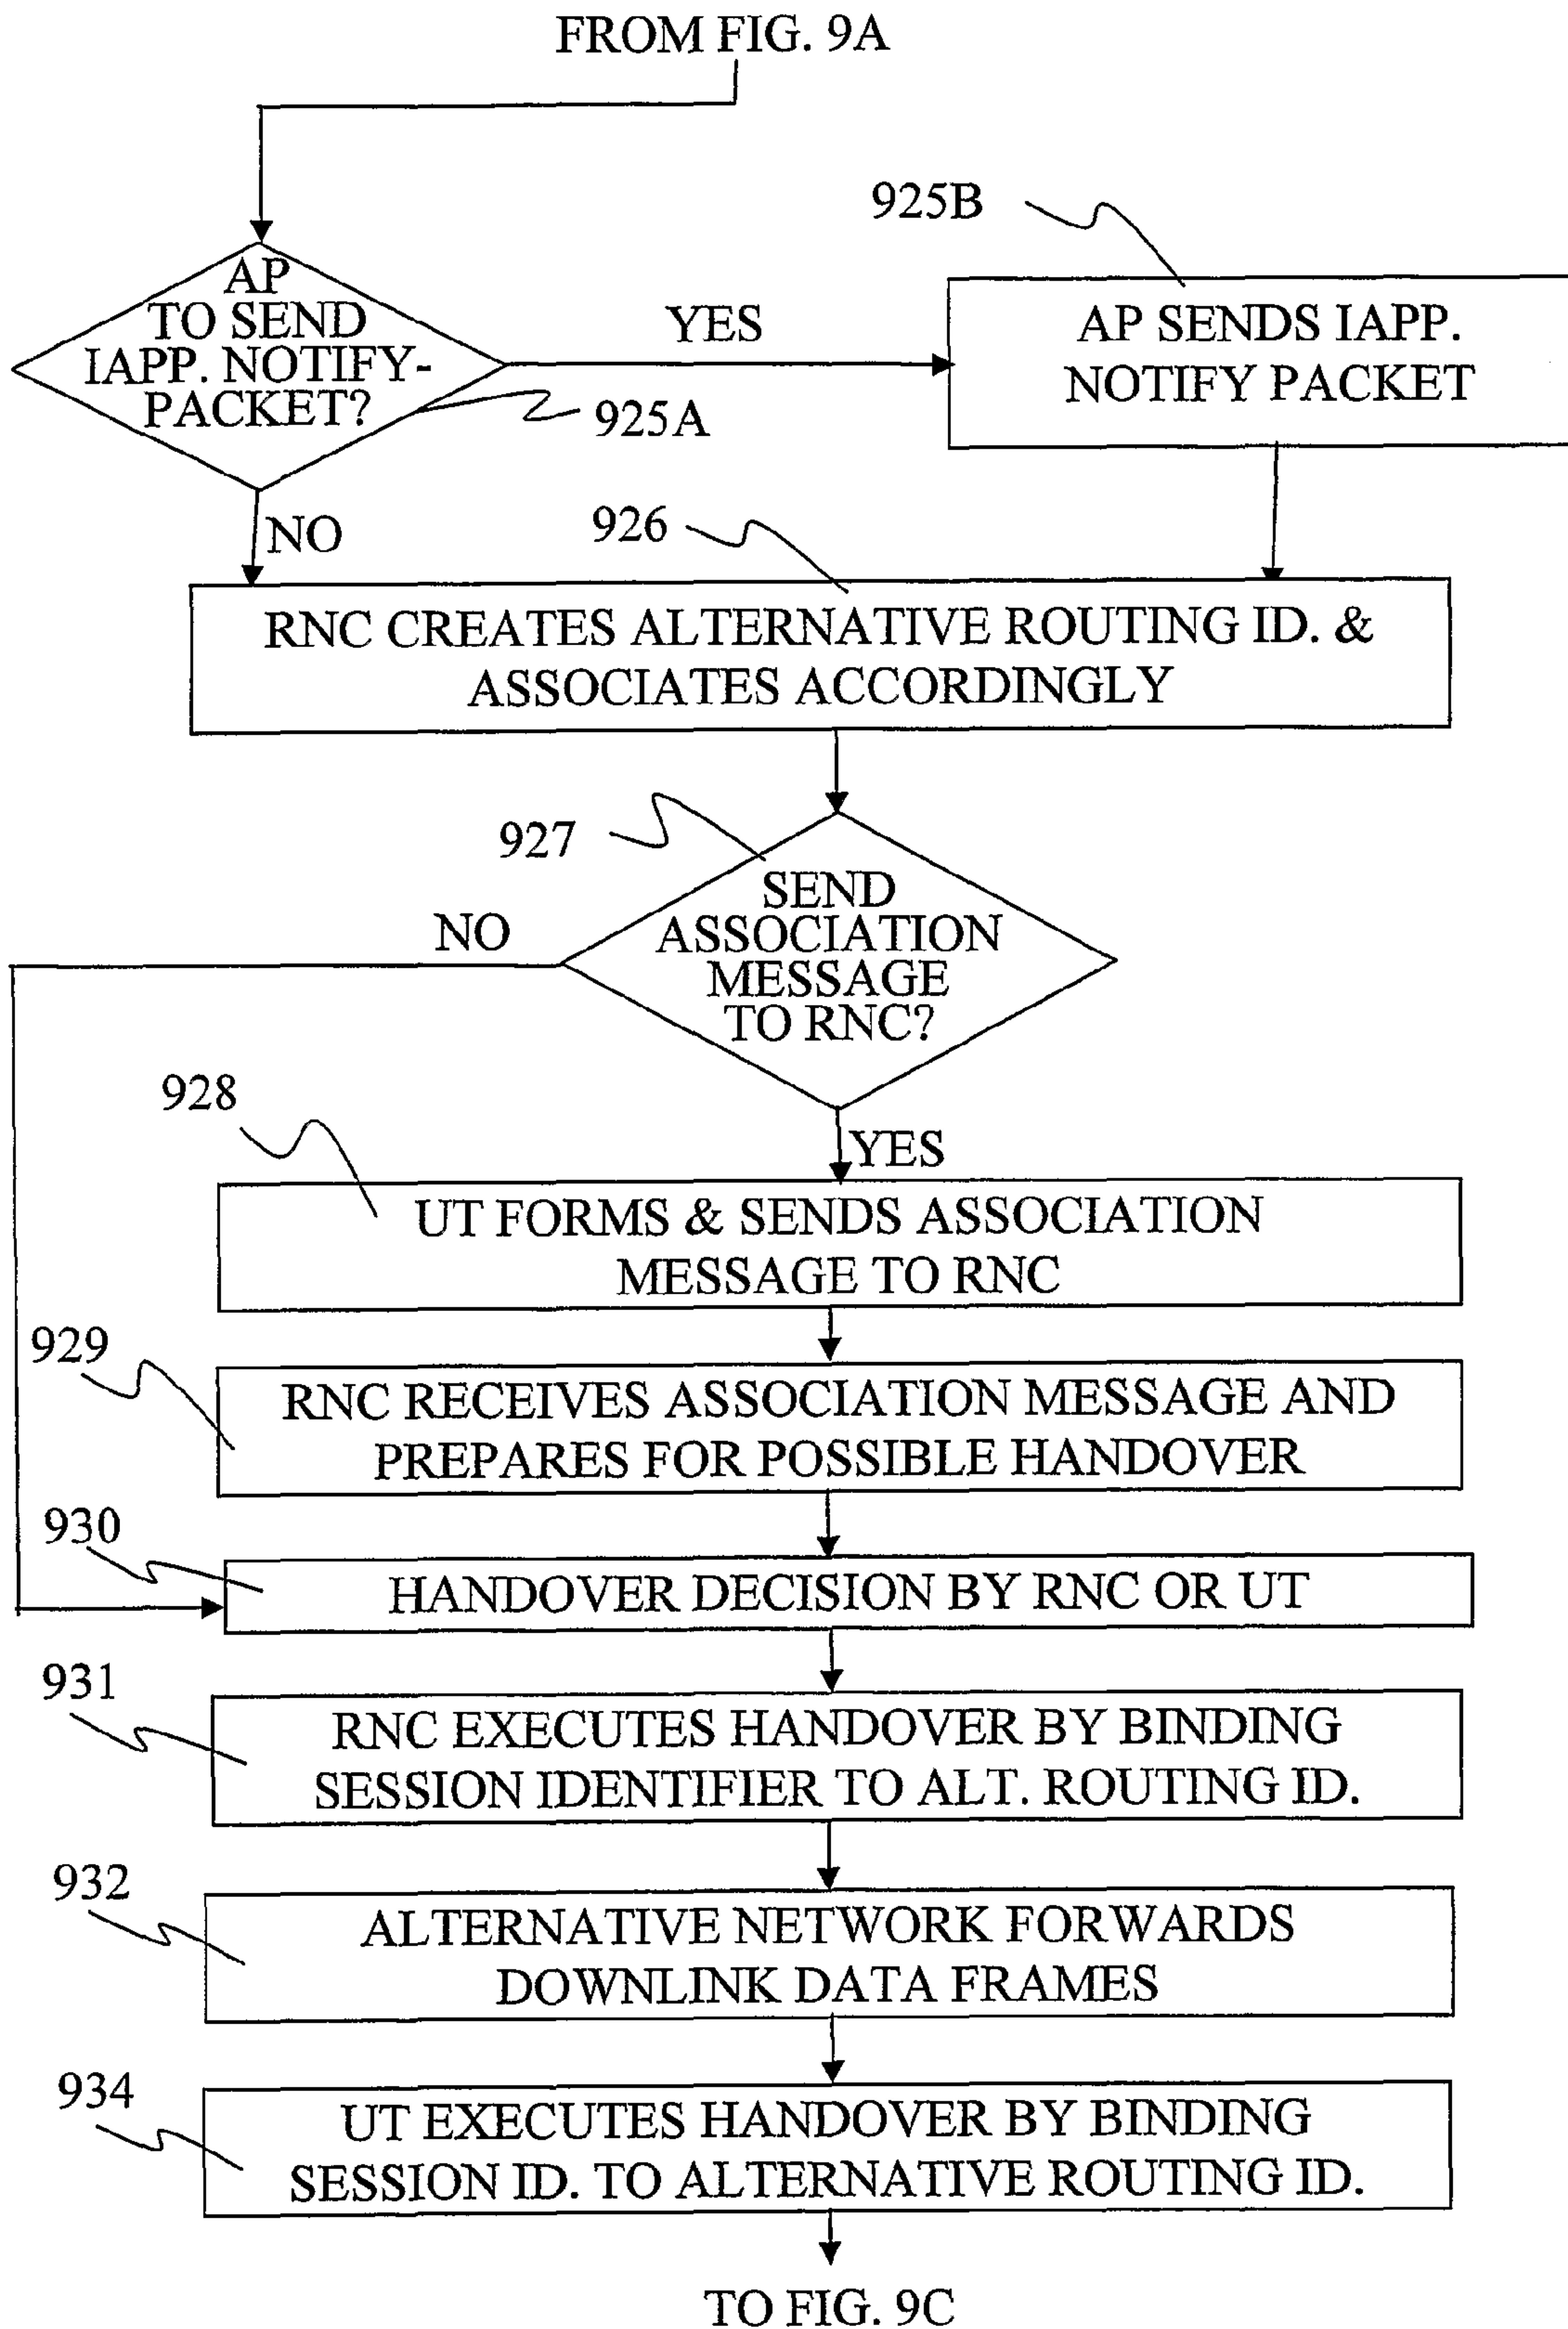 FROM FIG. 9A
925B
AP
TO SEND
IAPP. NOTIFY-
PACKET?
YES
AP SENDS IAPP.
NOTIFY PACKET
925A
NO
926
RNC CREATES ALTERNATIVE ROUTING ID. &
ASSOCIATES ACCORDINGLY
927
SEND
ASSOCIATION
MESSAGE
TO RNC?
NO
928
YES
UT FORMS & SENDS ASSOCIATION
MESSAGE TO RNC
929
RNC RECEIVES ASSOCIATION MESSAGE AND
PREPARES FOR POSSIBLE HANDOVER
930
HANDOVER DECISION BY RNC OR UT
931
RNC EXECUTES HANDOVER BY BINDING
SESSION IDENTIFIER TO ALT. ROUTING ID.
932
ALTERNATIVE NETWORK FORWARDS
DOWNLINK DATA FRAMES
934
UT EXECUTES HANDOVER BY BINDING
SESSION ID. TO ALTERNATIVE ROUTING ID.
TO FIG. 9C